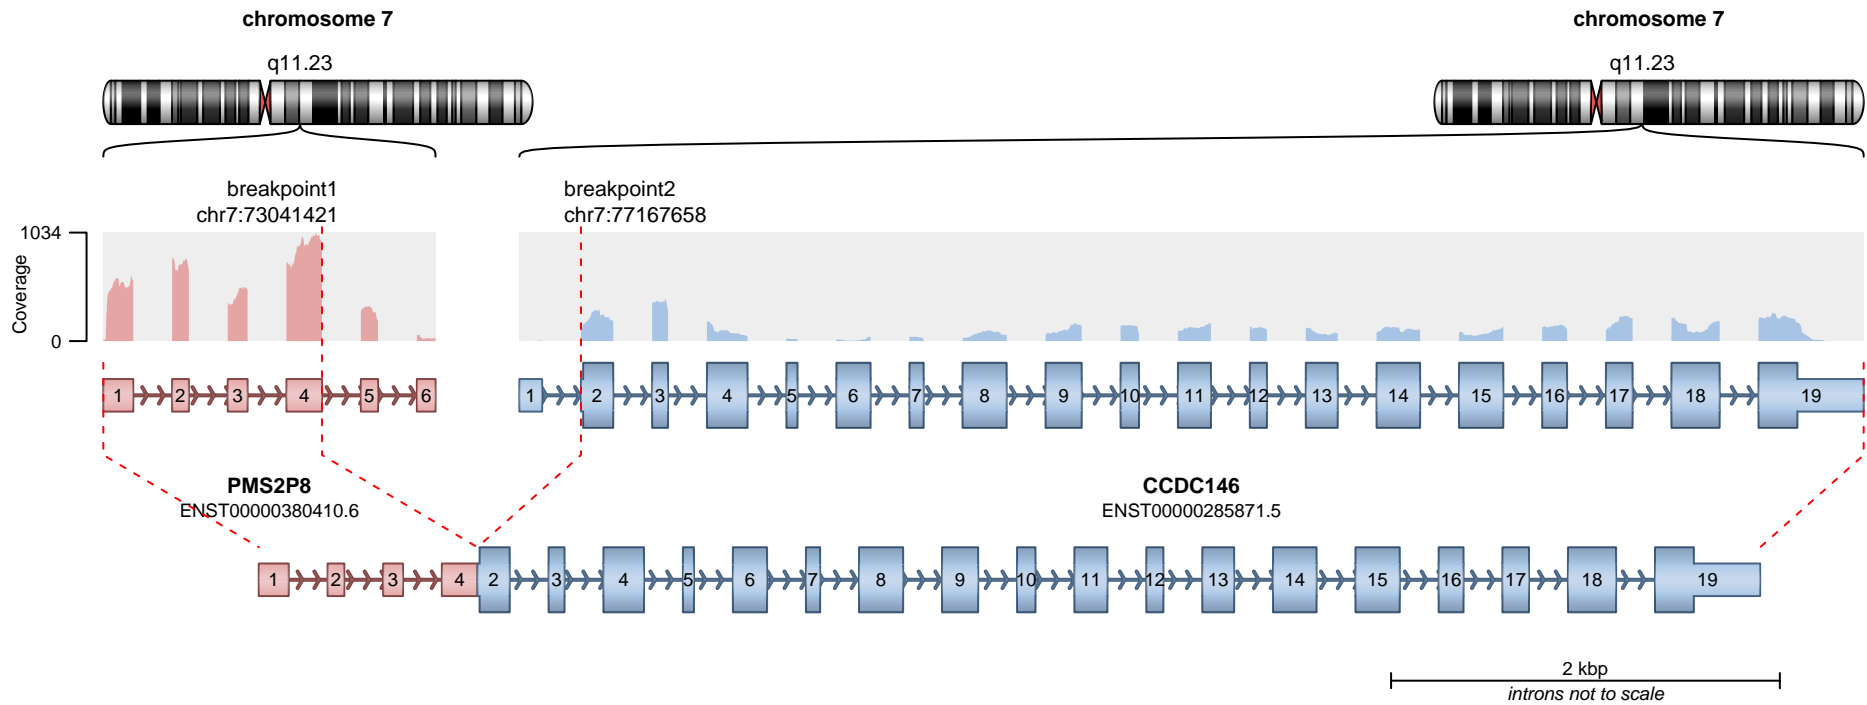 chromosome 7
chromosome 7
q11.23
q11.23
breakpoint1
chr7:73041421
breakpoint2
chr7:77167658
1034
Coverage
0
1 2 3 4 5 6
1 2 3 4 5 6 7 8 9 10 11 12 13 14 15 16 17 18 19
PMS2P8
ENST00000380410.6
CCDC146
ENST00000285871.5
1 2 3 4 2 3 4 5 6 7 8 9 10 11 12 13 14 15 16 17 18 19
2 kbp
introns not to scale